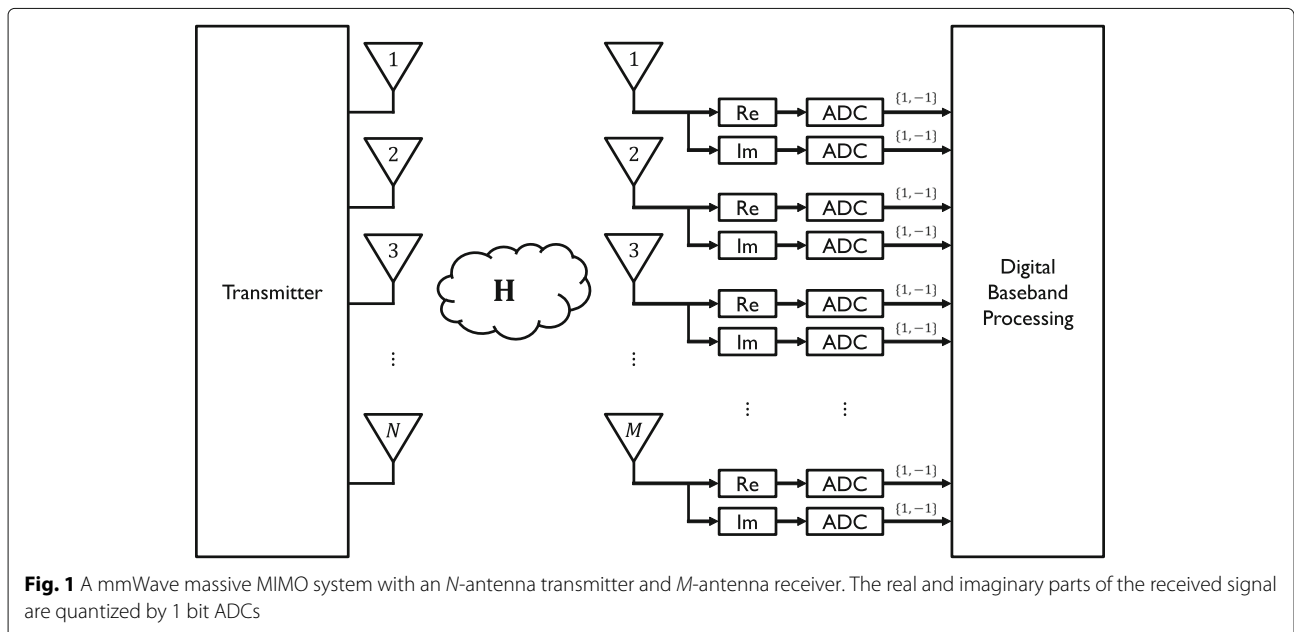 1
1
{1, −1}
Re
ADC
{1, −1}
Im
ADC
2
2
{1, −1}
Re
ADC
{1, −1}
Im
ADC
3
3
{1, −1}
Transmitter
H
Re
ADC
Digital
Baseband
Processing
{1, −1}
Im
ADC
⋮
⋮
⋮
⋮
N
M
{1, −1}
Re
ADC
{1, −1}
Im
ADC
Fig. 1 A mmWave massive MIMO system with an N-antenna transmitter and M-antenna receiver. The real and imaginary parts of the received signal
are quantized by 1 bit ADCs